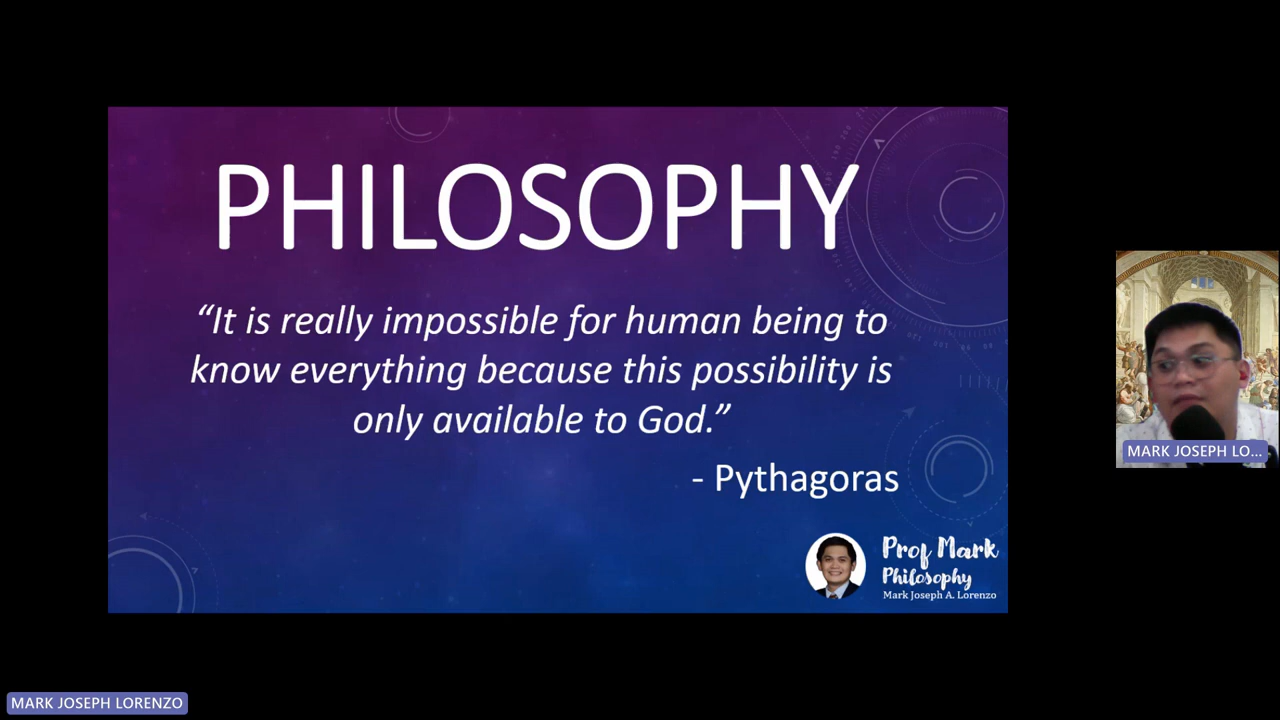 PHILOSOPHY
“It is really impossible for human being to
know everything because this possibility is
only available to God.”
- Pythagoras
Prof Mark
Philosophy
Mark Joseph A. Lorenzo
MARK JOSEPH LO...
MARK JOSEPH LORENZO